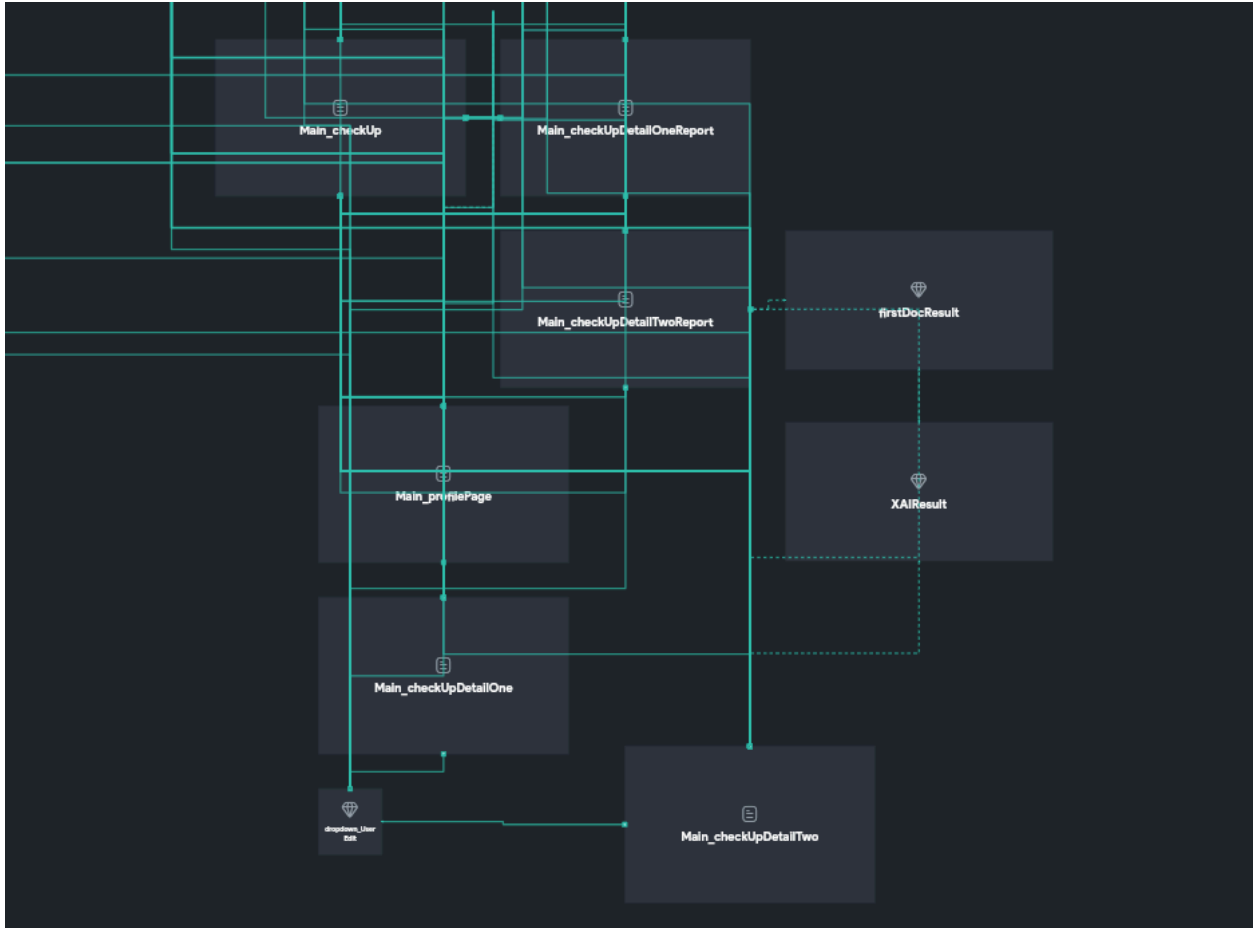 Main_checkUp
Main_checkUpDetailOneReport
firstDocResult
Main_checkUpDetailTwoReport
Main_profilePage
XAIResult
Main_checkUpDetailOne
dropdown_User
Edit
Main_checkUpDetailTwo